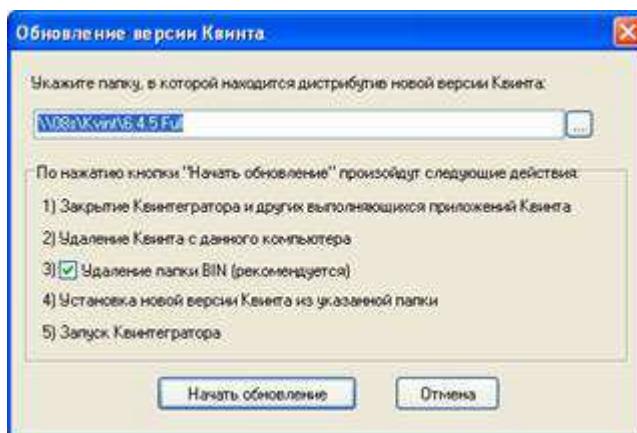 Обновление версии Квинта
Укажите папку, в которой находится дистрибутив новой версии Квинта:
\\08s\Kvint\6.4.5 Full
...
По нажатию кнопки "Начать обновление" произойдут следующие действия
1) Закрытие Квинтегратора и других выполняющихся приложений Квинта
2) Удаление Квинта с данного компьютера
3) Удаление папки BIN (рекомендуется)
4) Установка новой версии Квинта из указанной папки
5) Запуск Квинтегратора
Начать обновление Отмена